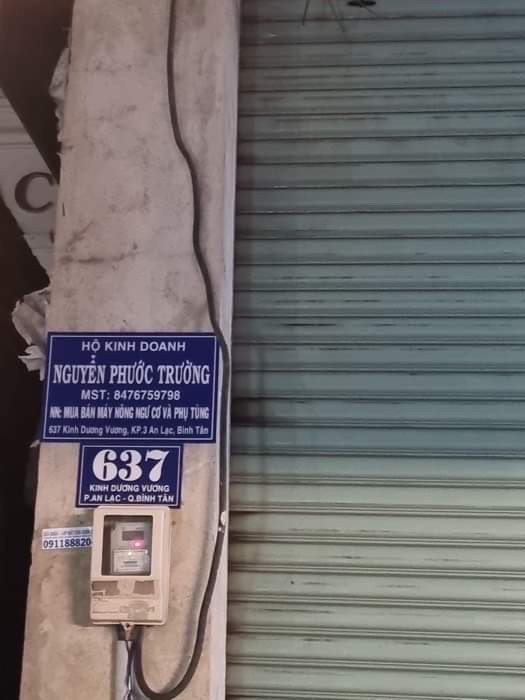 C
HỘ KINH DOANH
NGUYỄN PHƯỚC TRƯỜNG
MST: 8476759798
NN: MUA BÁN MÁY NÔNG NGƯ CƠ VÀ PHỤ TÙNG
637 Kinh Dương Vương, KP.3 An Lạc, Bình Tân
637
KINH DƯƠNG VƯƠNG
P.AN LẠC - Q.BÌNH TÂN
091188820